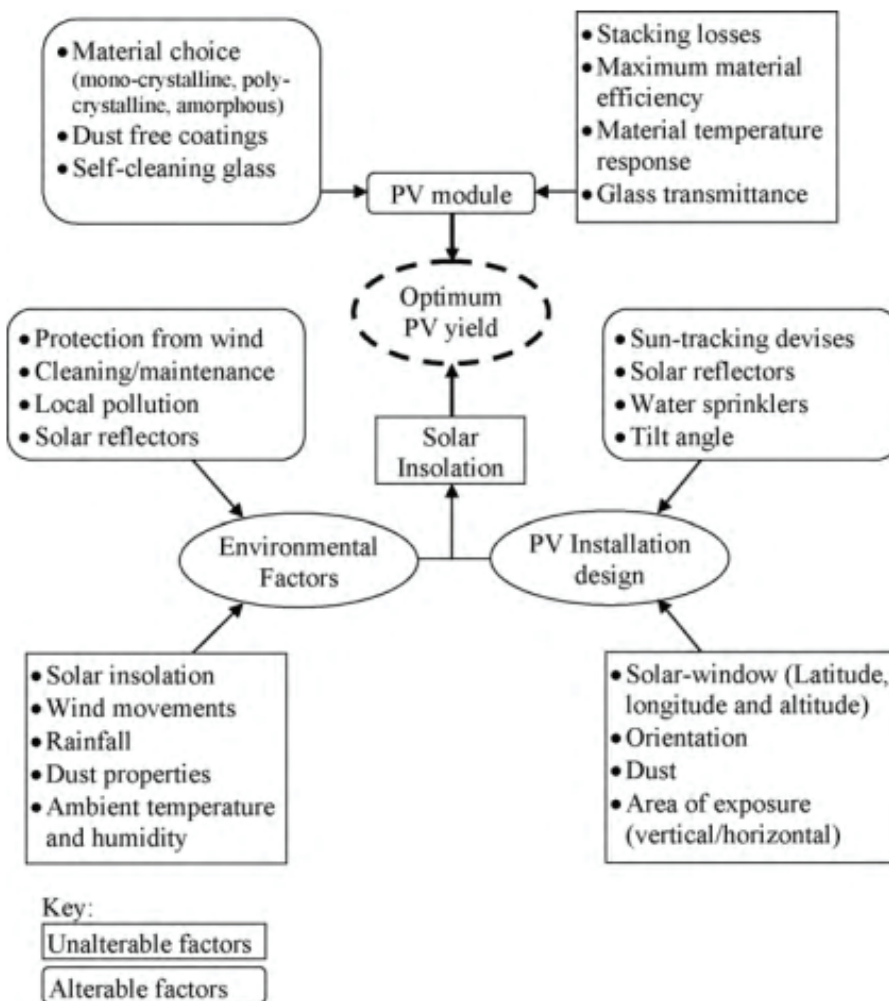 • Material choice
(mono-crystalline, poly-
crystalline, amorphous)
• Dust free coatings
• Self-cleaning glass
• Stacking losses
• Maximum material
efficiency
• Material temperature
response
• Glass transmittance
PV module
Optimum
PV yield
• Protection from wind
• Cleaning/maintenance
• Local pollution
• Solar reflectors
• Sun-tracking devises
• Solar reflectors
• Water sprinklers
• Tilt angle
Solar
Insolation
Environmental
Factors
PV Installation
design
• Solar insolation
• Wind movements
• Rainfall
• Dust properties
• Ambient temperature
and humidity
• Solar-window (Latitude,
longitude and altitude)
• Orientation
• Dust
• Area of exposure
(vertical/horizontal)
Key:
Unalterable factors
Alterable factors